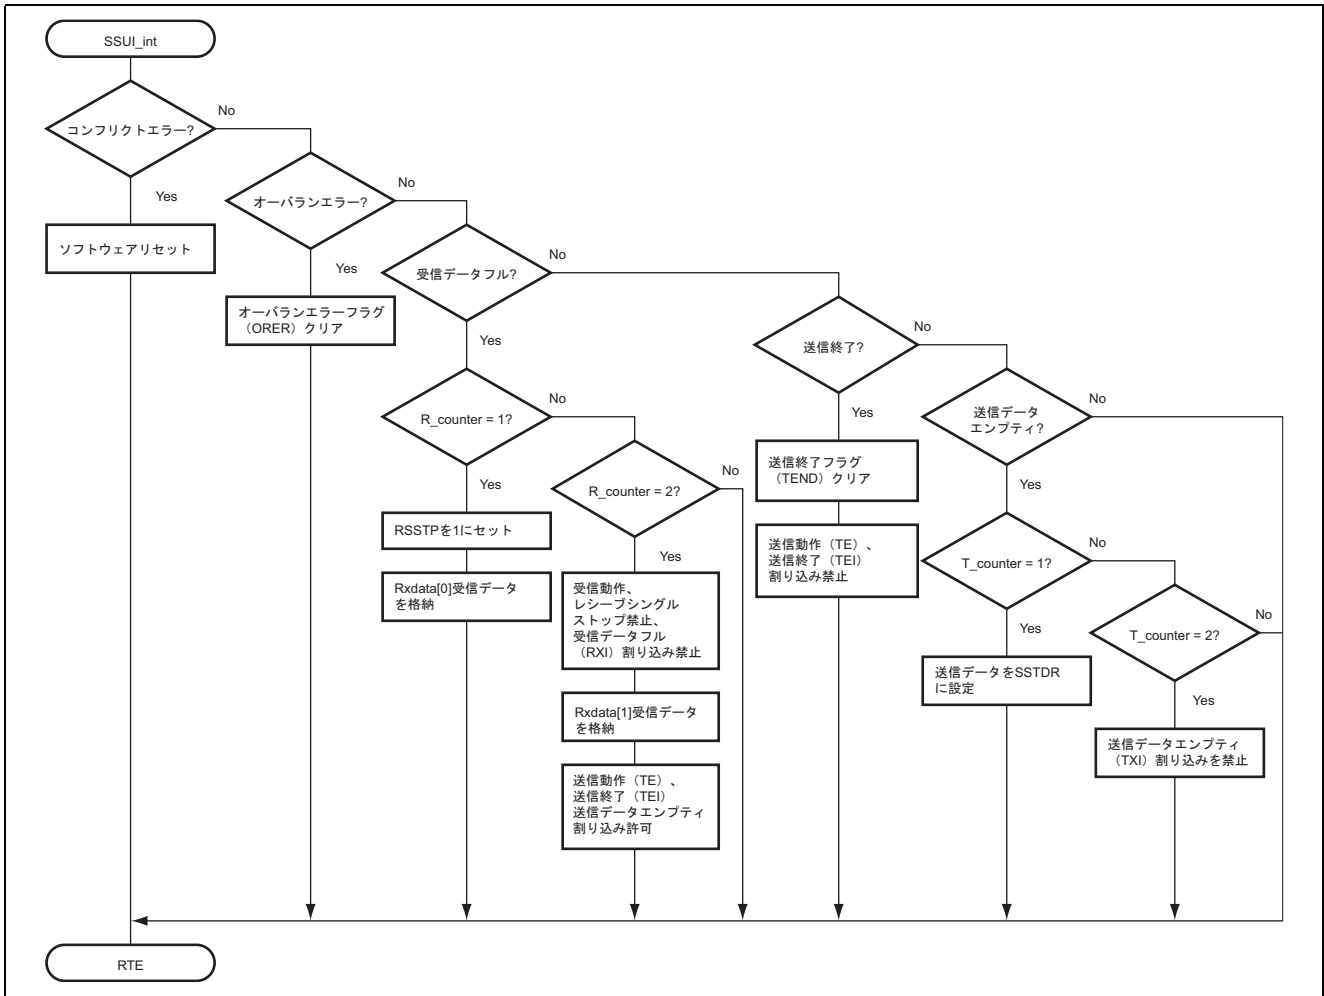 SSUI_int
コンフリクトエラー?
No
Yes
ソフトウェアリセット
オーバランエラー?
No
Yes
オーバランエラーフラグ
（ORER）クリア
受信データフル?
No
Yes
R_counter = 1?
No
Yes
RSSTPを1にセット
Rxdata[0]受信データ
を格納
R_counter = 2?
No
Yes
受信動作、
レシーブシングル
ストップ禁止、
受信データフル
（RXI）割り込み禁止
Rxdata[1]受信データ
を格納
送信動作（TE）、
送信終了（TEI）
送信データエンプティ
割り込み許可
送信終了?
No
Yes
送信終了フラグ
（TEND）クリア
送信動作（TE）、
送信終了（TEI）
割り込み禁止
送信データ
エンプティ?
No
Yes
T_counter = 1?
No
Yes
送信データをSSTDR
に設定
T_counter = 2?
No
Yes
送信データエンプティ
（TXI）割り込みを禁止
RTE